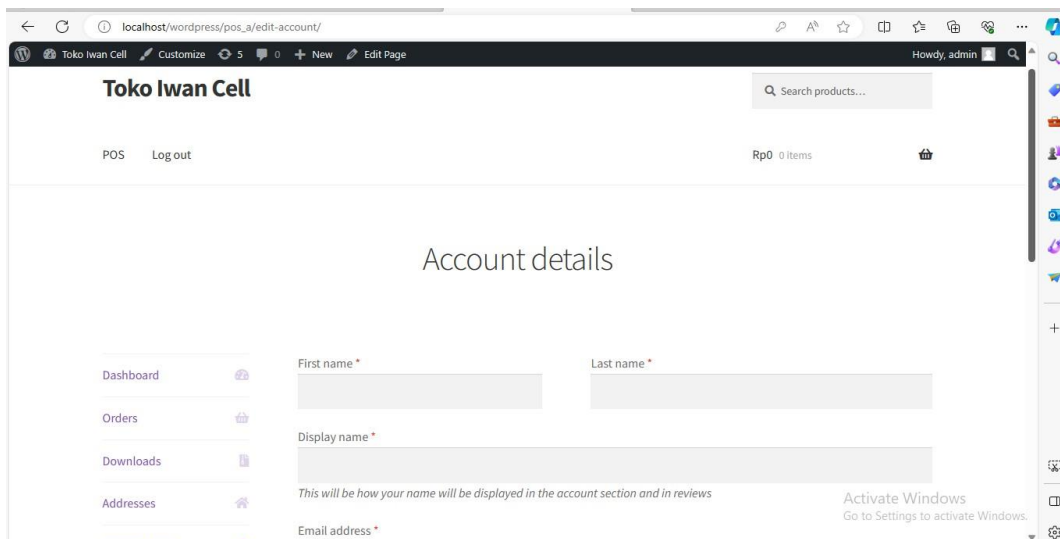 localhost/wordpress/pos_a/edit-account/
Toko Iwan Cell Customize 5 0 New Edit Page Howdy, admin
Toko Iwan Cell
Search products...
POS Log out Rp0 0 items
Account details
First name * Last name *
Dashboard
Orders
Display name *
Downloads
This will be how your name will be displayed in the account section and in reviews
Addresses
Activate Windows
Go to Settings to activate Windows.
Email address *